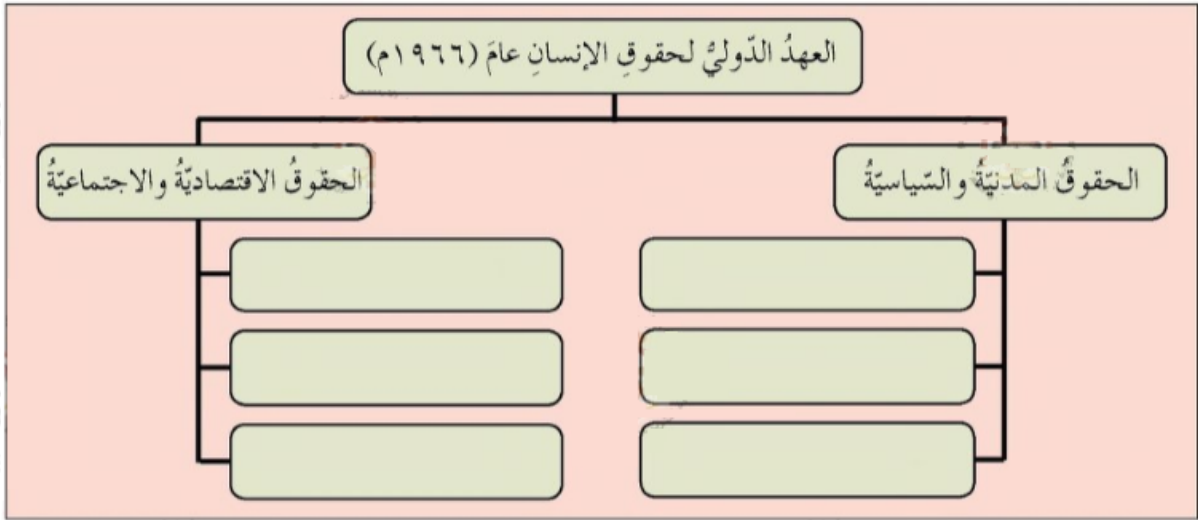 العهدُ الدّوليُّ لحقوقِ الإنسانِ عامَ (١٩٦٦م)
الحقوقُ المدنيّةُ والسّياسيّةُ
الحقوقُ الاقتصاديّةُ والاجتماعيّةُ